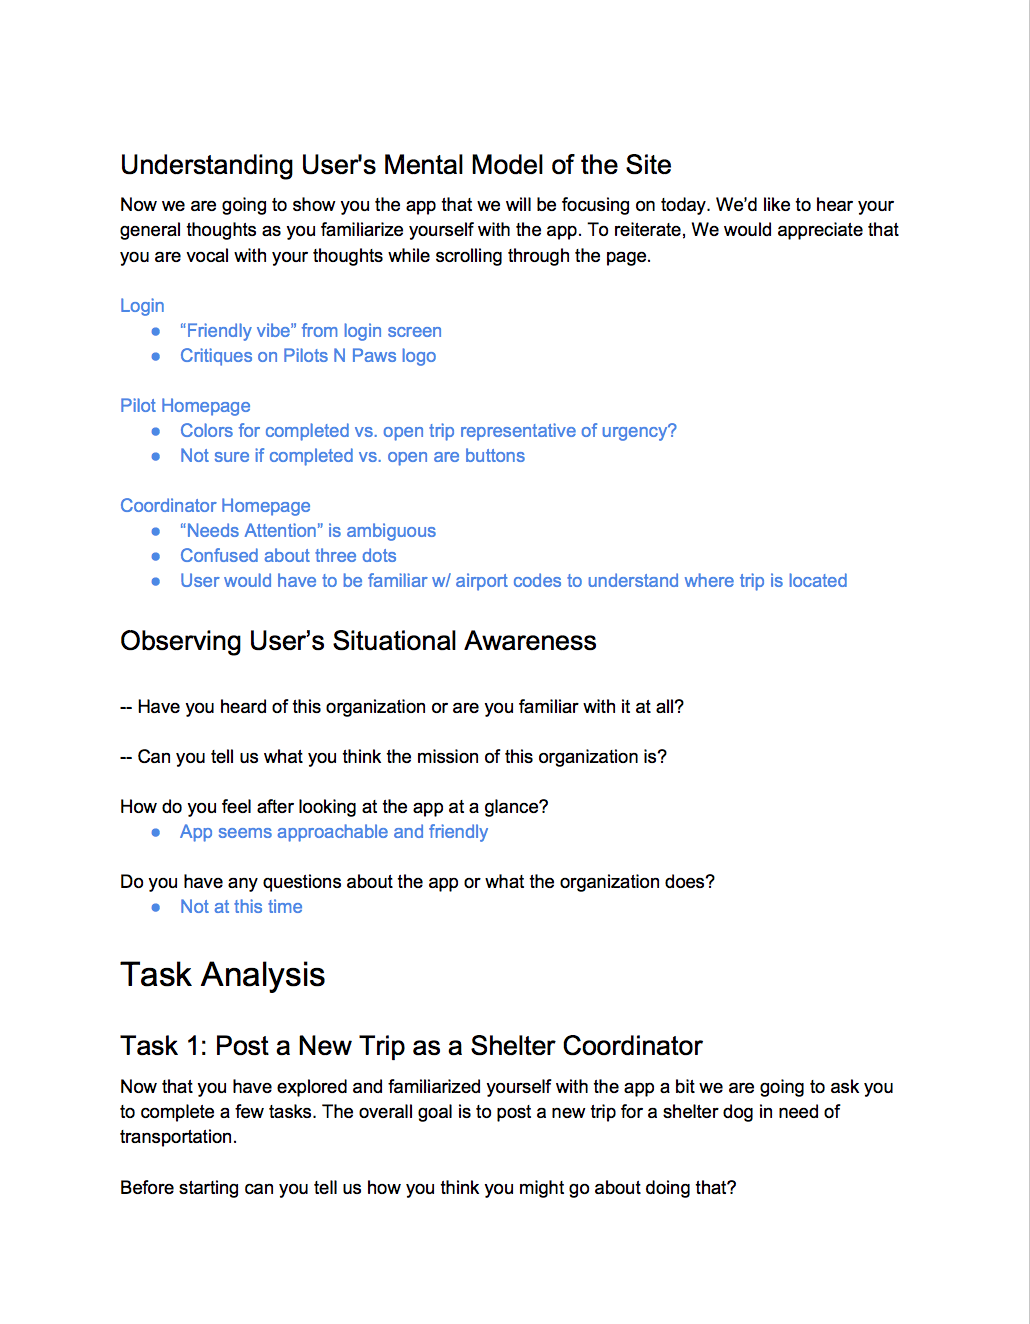 Understanding User's Mental Model of the Site
Now we are going to show you the app that we will be focusing on today. We'd like to hear your
general thoughts as you familiarize yourself with the app. To reiterate, We would appreciate that
you are vocal with your thoughts while scrolling through the page.
Login
● “Friendly vibe” from login screen
● Critiques on Pilots N Paws logo
Pilot Homepage
● Colors for completed vs. open trip representative of urgency?
● Not sure if completed vs. open are buttons
Coordinator Homepage
● “Needs Attention” is ambiguous
● Confused about three dots
● User would have to be familiar w/ airport codes to understand where trip is located
Observing User’s Situational Awareness
-- Have you heard of this organization or are you familiar with it at all?
-- Can you tell us what you think the mission of this organization is?
How do you feel after looking at the app at a glance?
● App seems approachable and friendly
Do you have any questions about the app or what the organization does?
● Not at this time
Task Analysis
Task 1: Post a New Trip as a Shelter Coordinator
Now that you have explored and familiarized yourself with the app a bit we are going to ask you
to complete a few tasks. The overall goal is to post a new trip for a shelter dog in need of
transportation.
Before starting can you tell us how you think you might go about doing that?